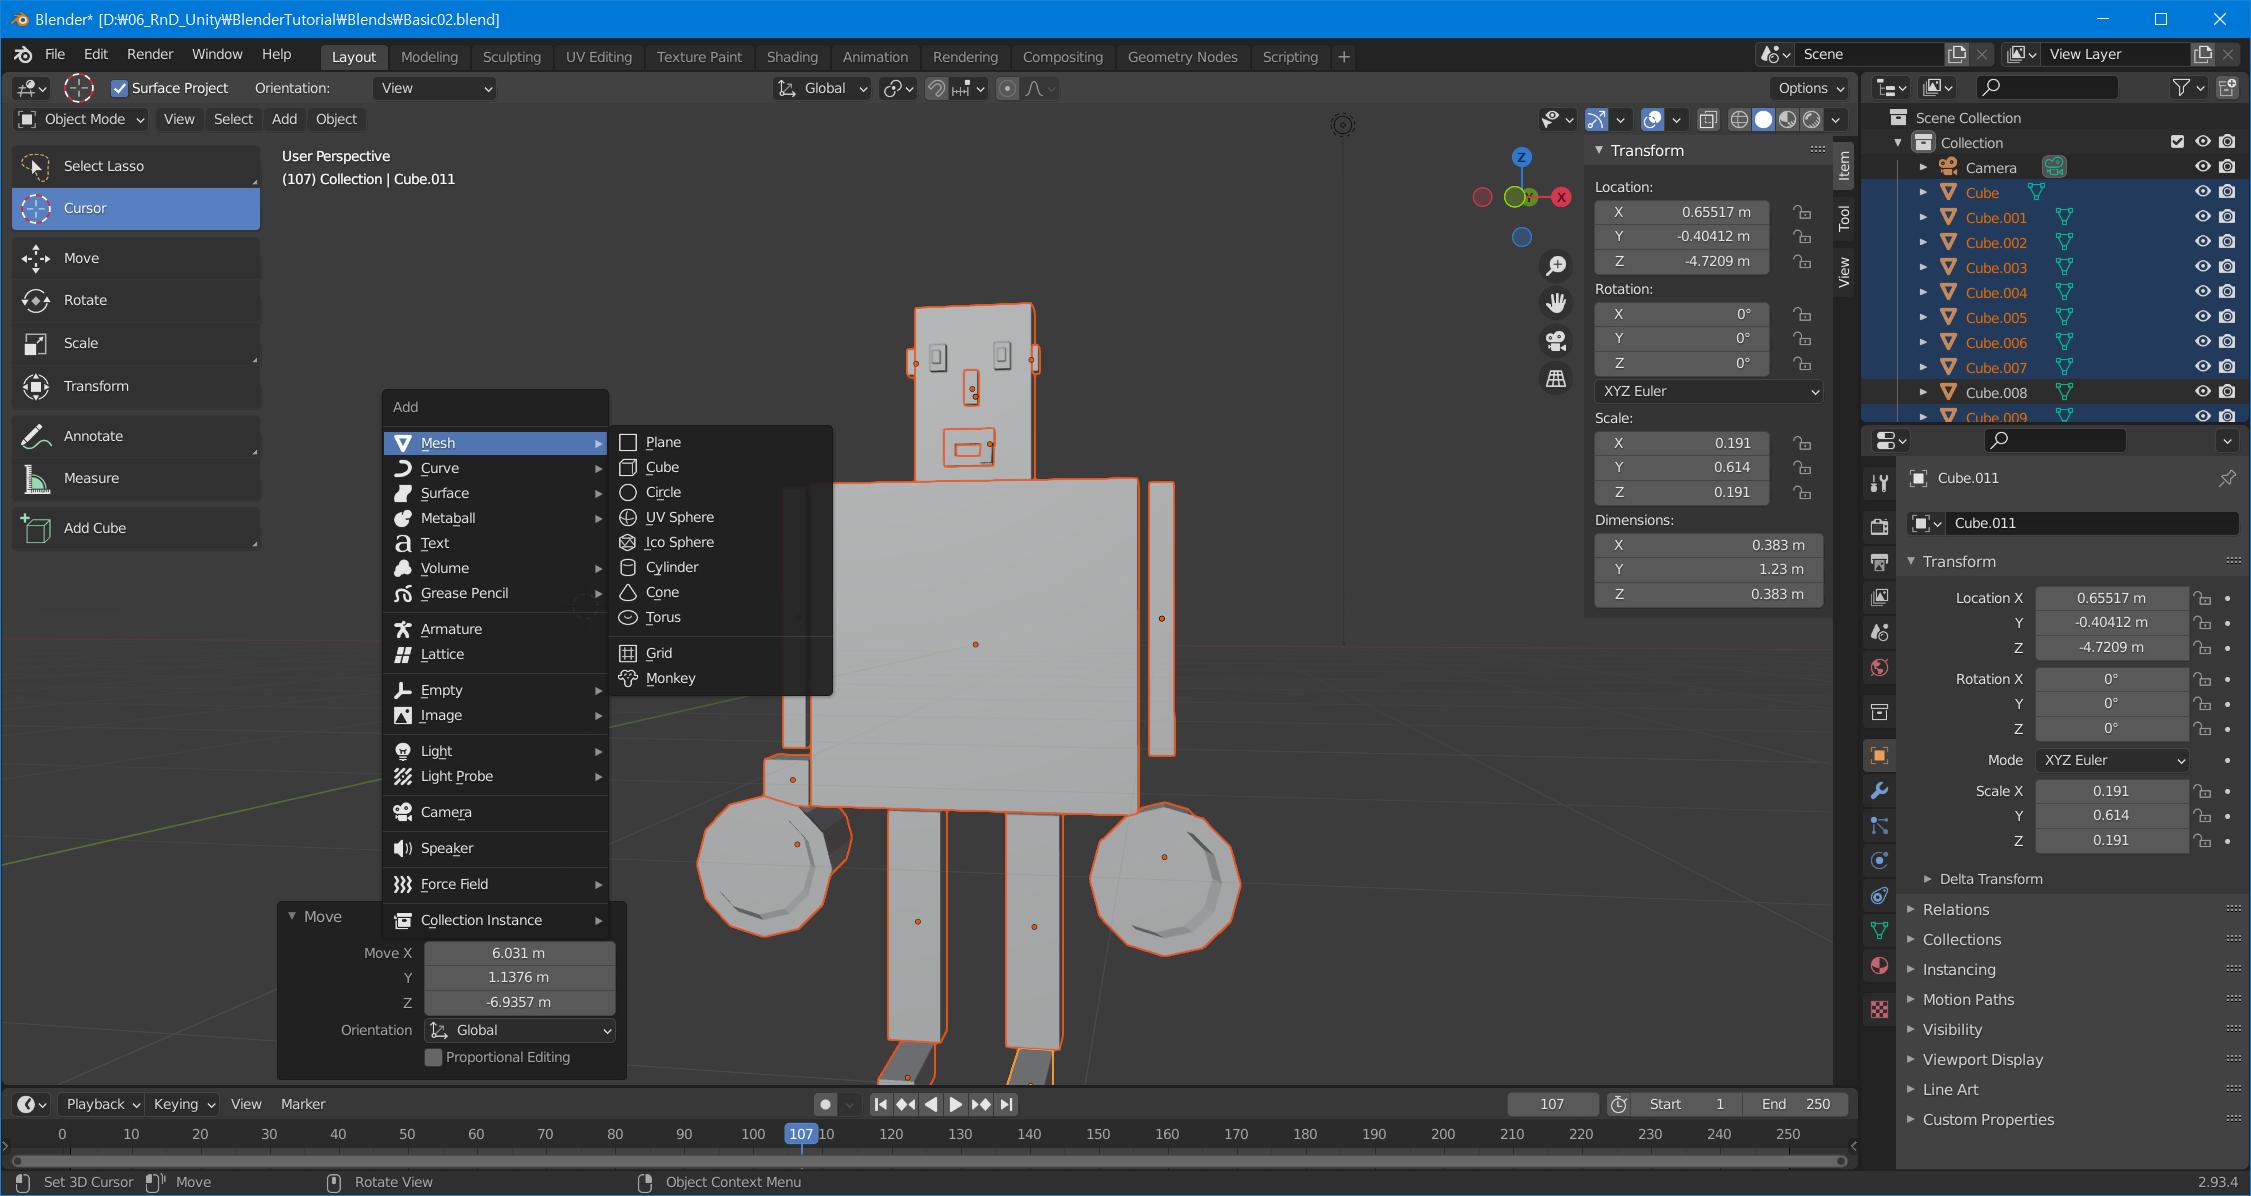 Blender* [D:₩06_RnD_Unity₩BlenderTutorial₩Blends₩Basic02.blend]
File Edit Render Window Help Layout Modeling Sculpting UV Editing Texture Paint Shading Animation Rendering Compositing Geometry Nodes Scripting + Scene View Layer
Surface Project Orientation: View Global Options
Object Mode View Select Add Object
Select Lasso
Cursor
Move
Rotate
Scale
Transform
Annotate
Measure
Add Cube
User Perspective
(107) Collection | Cube.011
Z
Y
X
Add
Mesh
Curve
Surface
Metaball
Text
Volume
Grease Pencil
Armature
Lattice
Empty
Image
Light
Light Probe
Camera
Speaker
Force Field
Collection Instance
Plane
Cube
Circle
UV Sphere
Ico Sphere
Cylinder
Cone
Torus
Grid
Monkey
Move
Move X 6.031 m
Y 1.1376 m
Z -6.9357 m
Orientation Global
Proportional Editing
Transform
Location:
X 0.65517 m
Y -0.40412 m
Z -4.7209 m
Rotation:
X 0°
Y 0°
Z 0°
XYZ Euler
Scale:
X 0.191
Y 0.614
Z 0.191
Dimensions:
X 0.383 m
Y 1.23 m
Z 0.383 m
Item
Tool
View
Scene Collection
Collection
Camera
Cube
Cube.001
Cube.002
Cube.003
Cube.004
Cube.005
Cube.006
Cube.007
Cube.008
Cube.009
Cube.011
Cube.011
Transform
Location X 0.65517 m
Y -0.40412 m
Z -4.7209 m
Rotation X 0°
Y 0°
Z 0°
Mode XYZ Euler
Scale X 0.191
Y 0.614
Z 0.191
Delta Transform
Relations
Collections
Instancing
Motion Paths
Visibility
Viewport Display
Line Art
Custom Properties
Playback Keying View Marker 107 Start 1 End 250
0 10 20 30 40 50 60 70 80 90 100 107 10 120 130 140 150 160 170 180 190 200 210 220 230 240 250
Set 3D Cursor Move Rotate View Object Context Menu 2.93.4